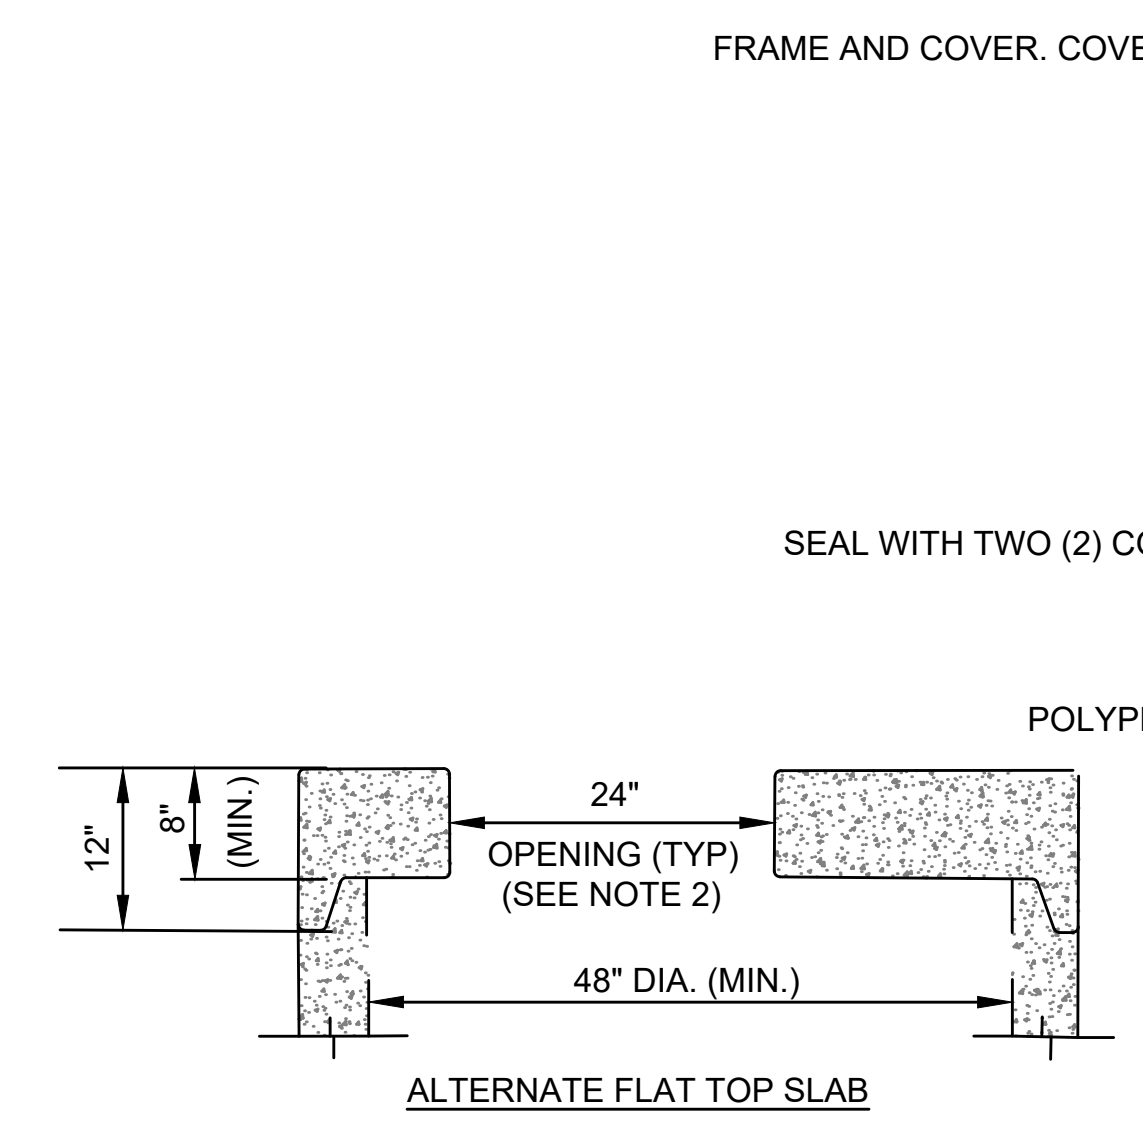 FRAME AND COVER. COVE
SEAL WITH TWO (2) CO
POLYP
12"
8"
(MIN.)
24"
OPENING (TYP)
(SEE NOTE 2)
48" DIA. (MIN.)
ALTERNATE FLAT TOP SLAB